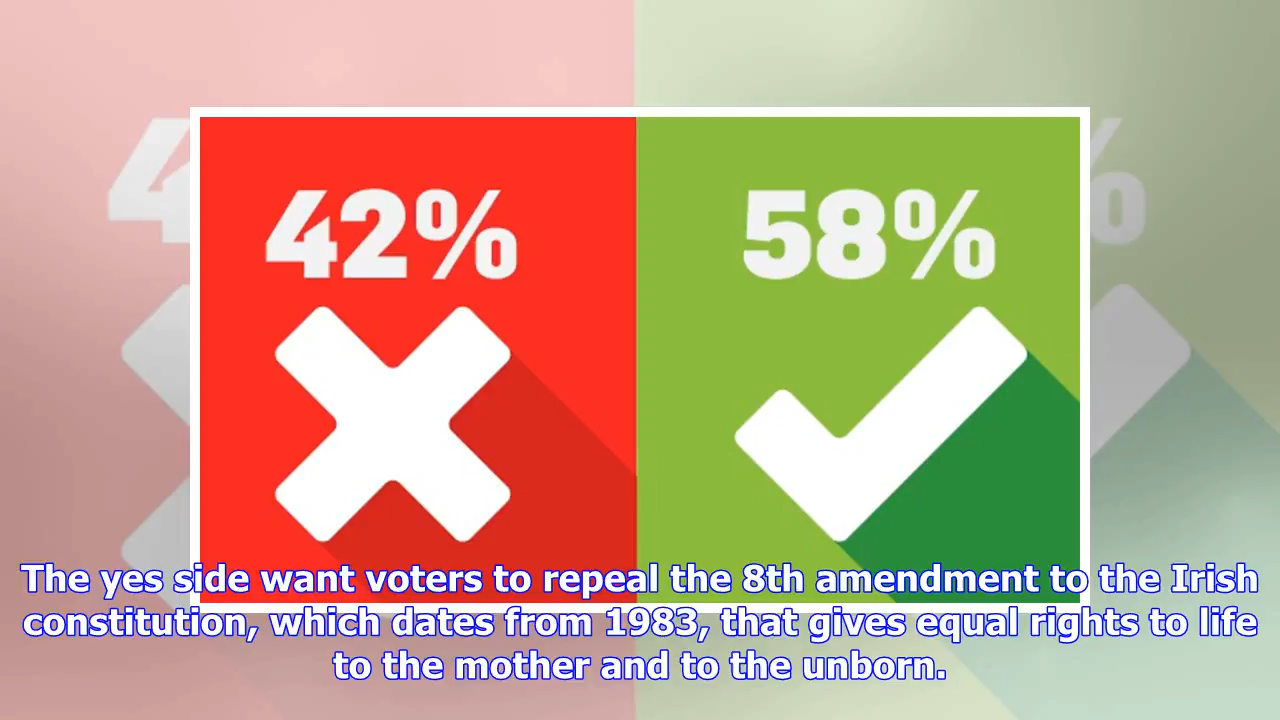 42%
58%
The yes side want voters to repeal the 8th amendment to the Irish
constitution, which dates from 1983, that gives equal rights to life
to the mother and to the unborn.